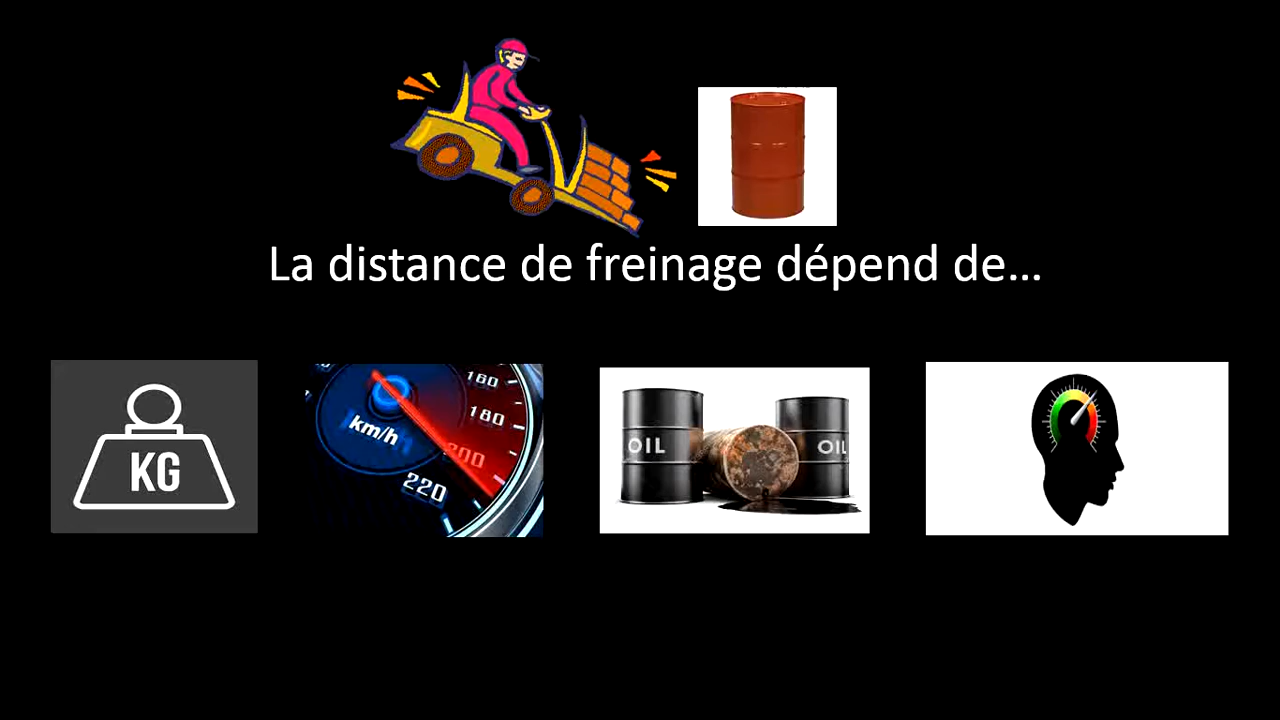 La distance de freinage dépend de...
KG
160
180
km/h
200
220
OIL
OIL